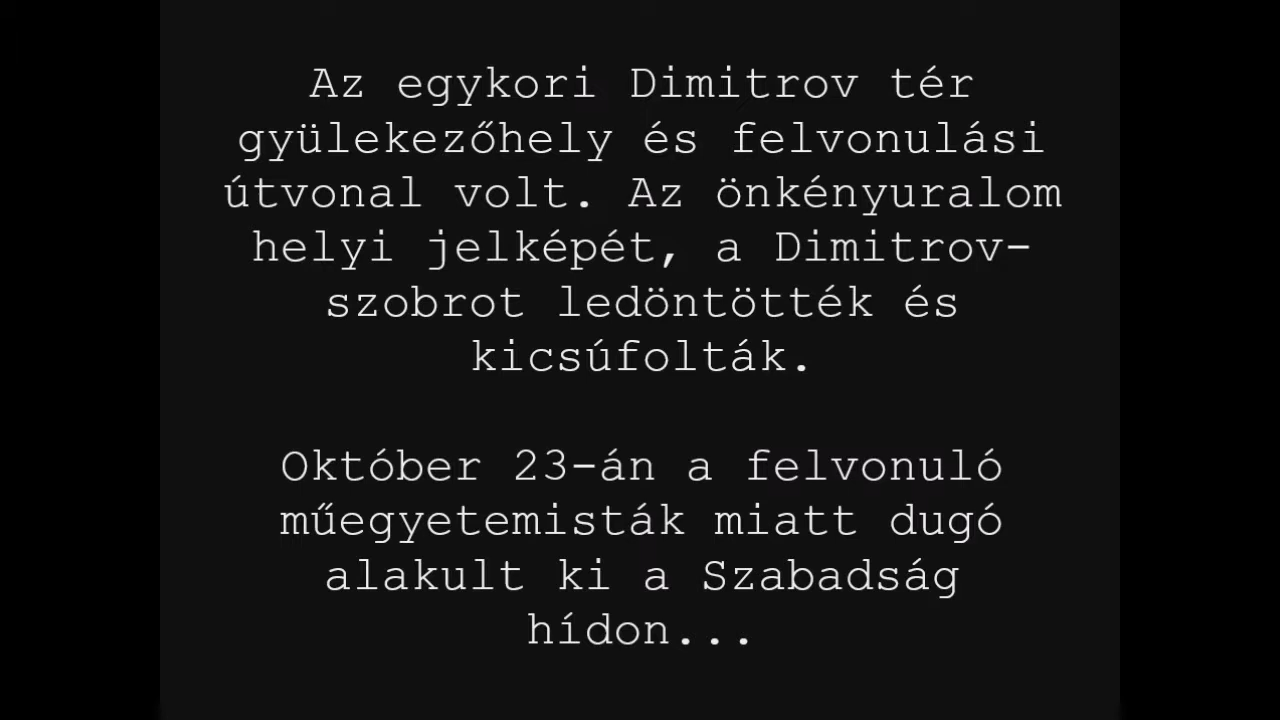 Az egykori Dimitrov tér
gyülekezőhely és felvonulási
útvonal volt. Az önkényuralom
helyi jelképét, a Dimitrov-
szobrot ledöntötték és
kicsúfolták.
Október 23-án a felvonuló
műegyetemisták miatt dugó
alakult ki a Szabadság
hídon...